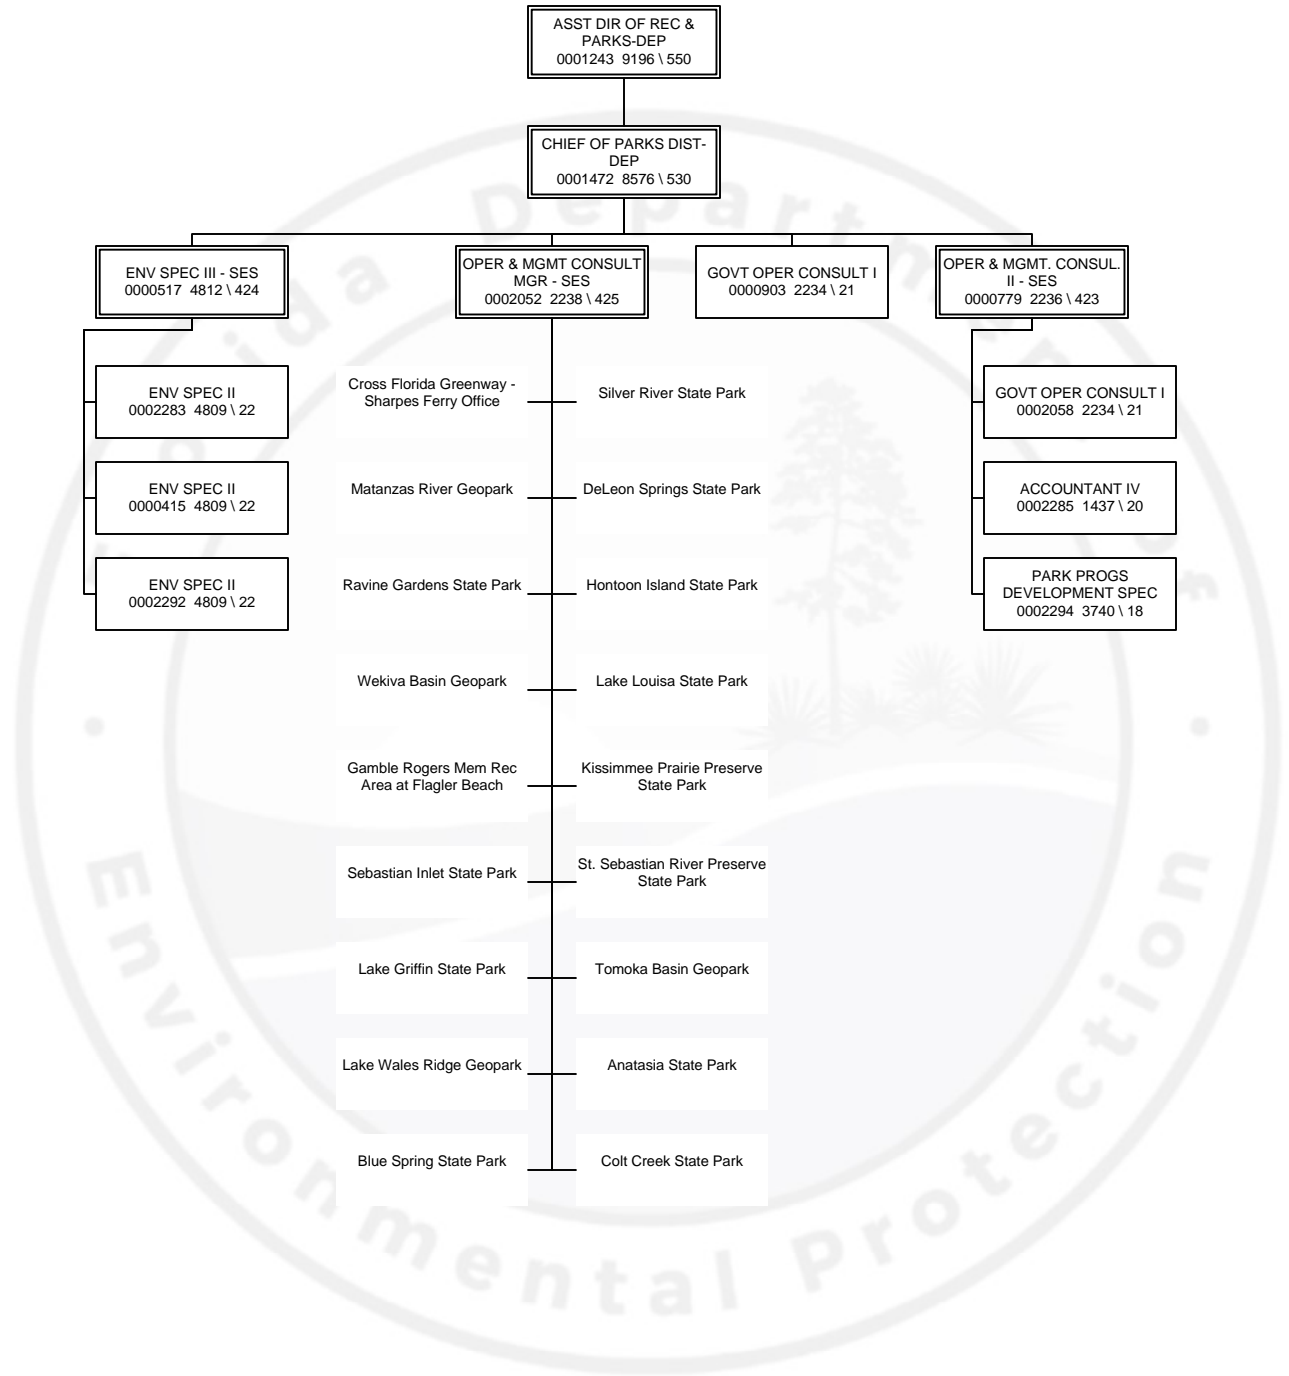 ASST DIR OF REC &
PARKS-DEP
0001243 9196 \ 550
CHIEF OF PARKS DIST-
DEP
0001472 8576 \ 530
ENV SPEC III - SES
0000517 4812 \ 424
OPER & MGMT CONSULT
MGR - SES
0002052 2238 \ 425
GOVT OPER CONSULT I
0000903 2234 \ 21
OPER & MGMT. CONSUL.
II - SES
0000779 2236 \ 423
ENV SPEC II
0002283 4809 \ 22
ENV SPEC II
0000415 4809 \ 22
ENV SPEC II
0002292 4809 \ 22
Cross Florida Greenway -
Sharpes Ferry Office
Silver River State Park
Matanzas River Geopark
DeLeon Springs State Park
Ravine Gardens State Park
Hontoon Island State Park
Wekiva Basin Geopark
Lake Louisa State Park
Gamble Rogers Mem Rec
Area at Flagler Beach
Kissimmee Prairie Preserve
State Park
Sebastian Inlet State Park
St. Sebastian River Preserve
State Park
Lake Griffin State Park
Tomoka Basin Geopark
Lake Wales Ridge Geopark
Anatasia State Park
Blue Spring State Park
Colt Creek State Park
GOVT OPER CONSULT I
0002058 2234 \ 21
ACCOUNTANT IV
0002285 1437 \ 20
PARK PROGS
DEVELOPMENT SPEC
0002294 3740 \ 18
Florida Department of
Environmental Protection